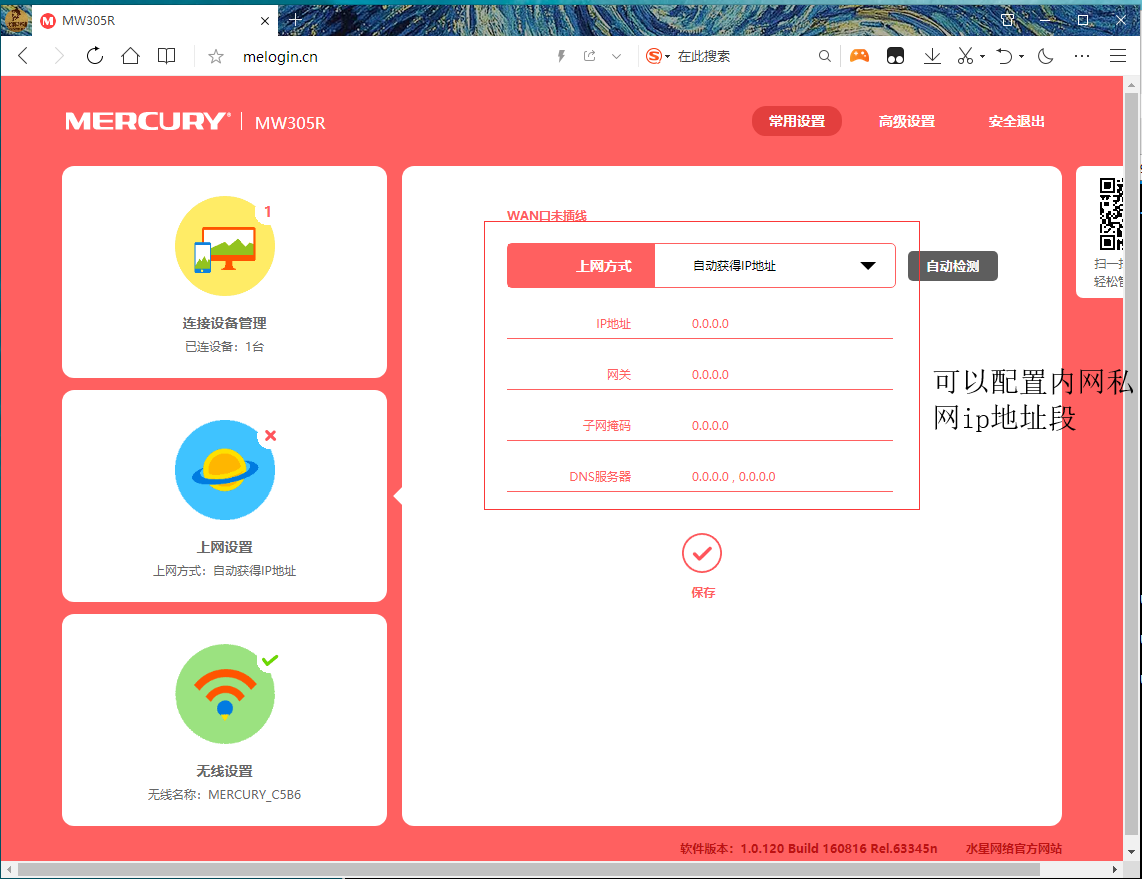 MW305R
melogin.cn
在此搜索
MERCURY MW305R
常用设置 高级设置 安全退出
1
连接设备管理
已连设备：1台
上网设置
上网方式：自动获得IP地址
无线设置
无线名称：MERCURY_C5B6
WAN口未插线
上网方式 自动获得IP地址 自动检测
IP地址 0.0.0.0
网关 0.0.0.0
子网掩码 0.0.0.0
DNS服务器 0.0.0.0 , 0.0.0.0
保存
可以配置内网私
网ip地址段
扫一
轻松
软件版本：1.0.120 Build 160816 Rel.63345n 水星网络官方网站